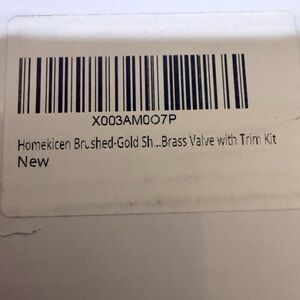 X003AM0O7P
Homekicen Brushed-Gold Sh...Brass Valve with Trim Kit
New